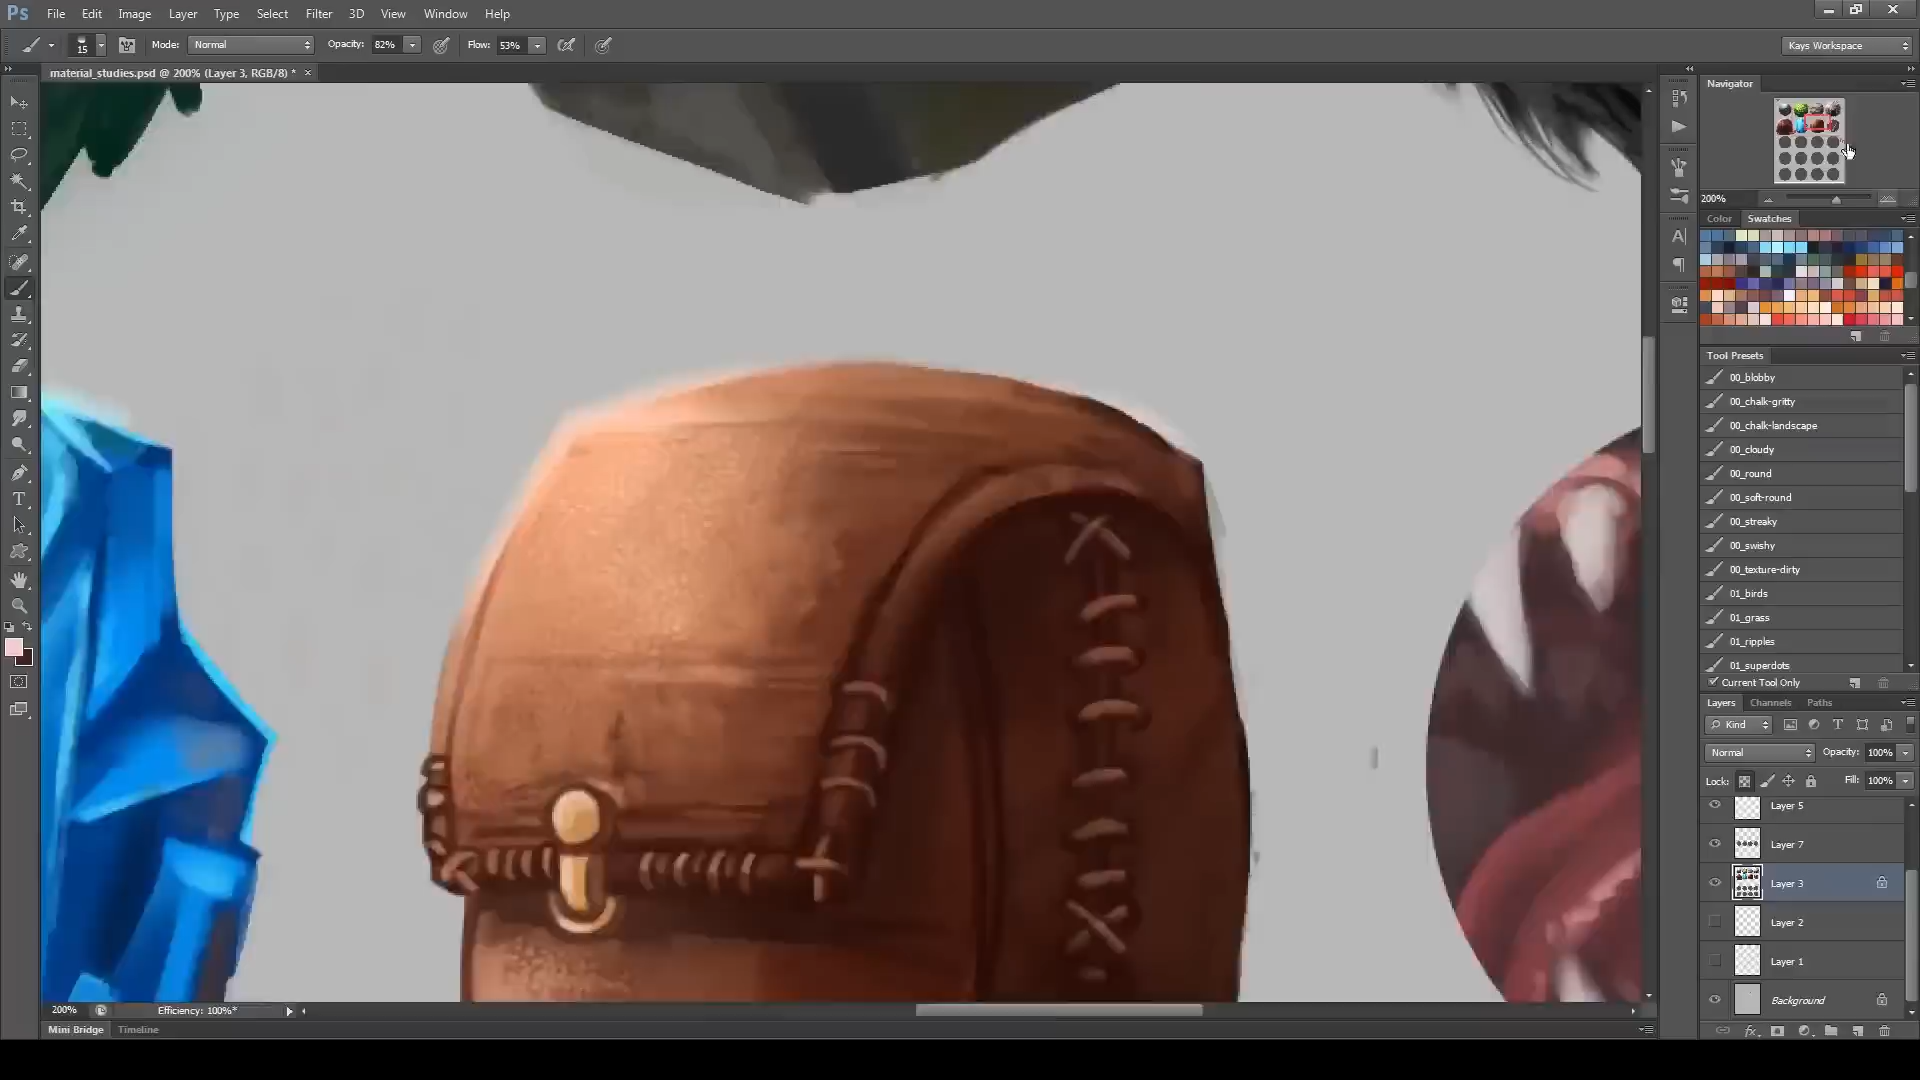 Ps File Edit Image Layer Type Select Filter 3D View Window Help
15 Mode: Normal Opacity: 82% Flow: 53% Kays Workspace
material_studies.psd @ 200% (Layer 3, RGB/8) * ×
Navigator
200%
Color Swatches
Tool Presets
00_blobby
00_chalk-gritty
00_chalk-landscape
00_cloudy
00_round
00_soft-round
00_streaky
00_swishy
00_texture-dirty
01_birds
01_grass
01_ripples
01_superdots
Current Tool Only
Layers Channels Paths
Kind
Normal Opacity: 100%
Lock: Fill: 100%
Layer 5
Layer 7
Layer 3
Layer 2
Layer 1
Background
200% Efficiency: 100%*
Mini Bridge Timeline